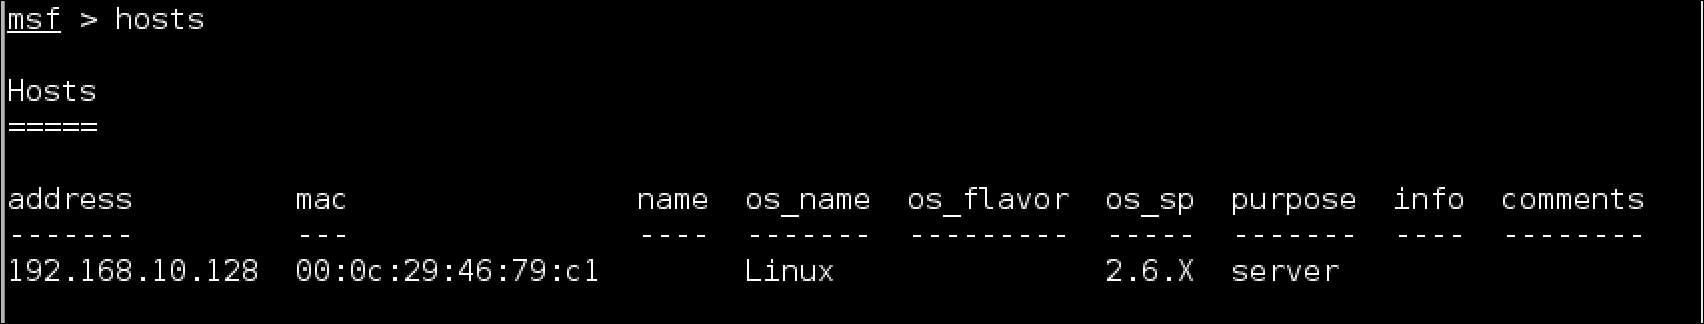 msf > hosts
Hosts
=====
address mac name os_name os_flavor os_sp purpose info comments
------- --- ---- ------- --------- ----- ------- ---- --------
192.168.10.128 00:0c:29:46:79:c1 Linux 2.6.X server